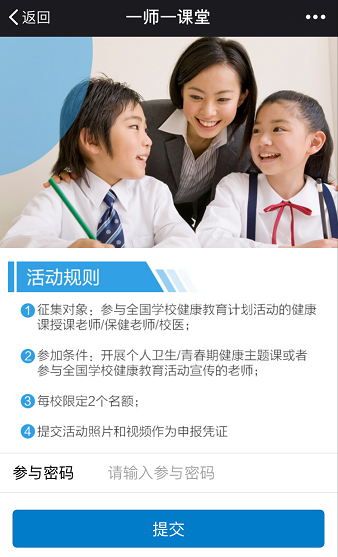 返回
一师一课堂
活动规则
1 征集对象：参与全国学校健康教育计划活动的健康
课授课老师/保健老师/校医；
2 参加条件：开展个人卫生/青春期健康主题课或者
参与全国学校健康教育活动宣传的老师；
3 每校限定2个名额；
4 提交活动照片和视频作为申报凭证
参与密码 请输入参与密码
提交